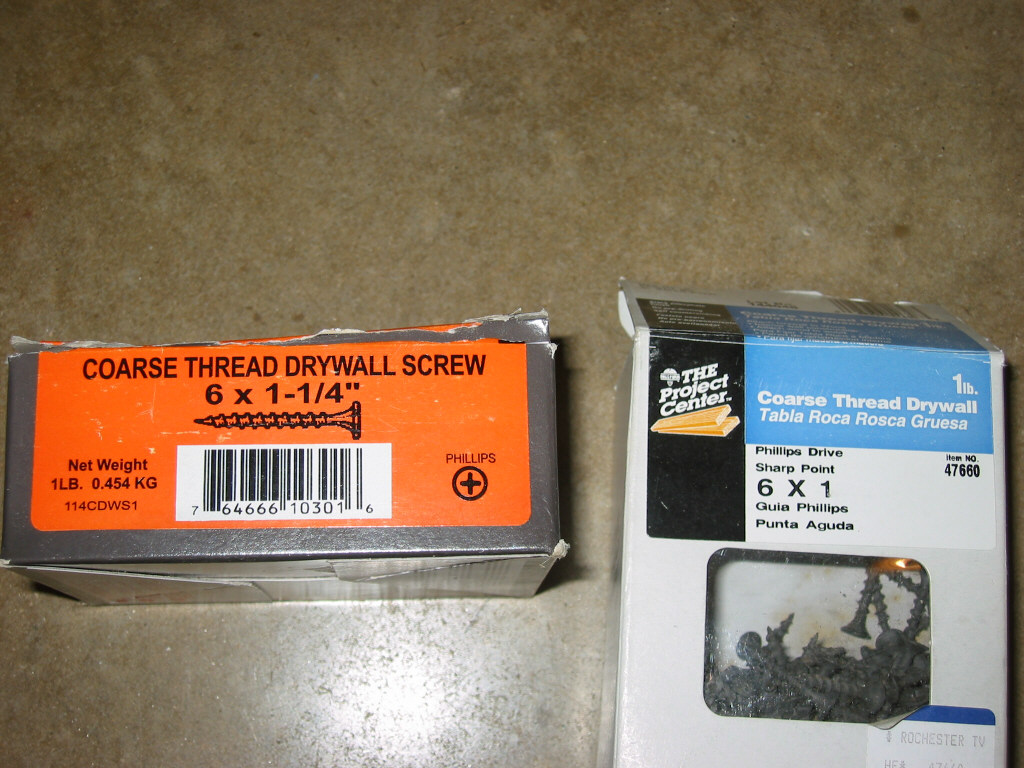 COARSE THREAD DRYWALL SCREW
6 x 1-1/4"
Net Weight
1LB. 0.454 KG
114CDWS1
7 64666 10301 6
PHILLIPS
THE
Project
Center™
1lb.
Coarse Thread Drywall
Tabla Roca Rosca Gruesa
Phillips Drive
Sharp Point
6 X 1
Guia Phillips
Punta Aguda
Item NO.
47660
ROCHESTER TV